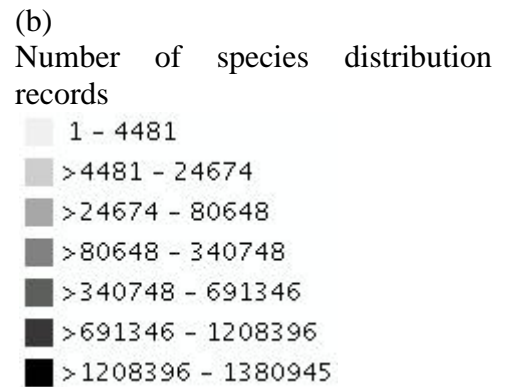 (b)
Number of species distribution
records
1 – 4481
>4481 – 24674
>24674 – 80648
>80648 – 340748
>340748 – 691346
>691346 – 1208396
>1208396 – 1380945